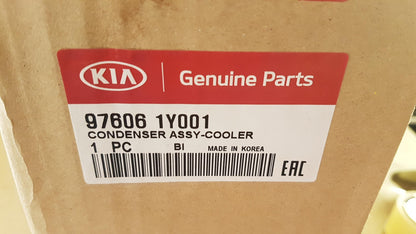 KIA Genuine Parts
97606 1Y001
CONDENSER ASSY-COOLER
1 PC BI MADE IN KOREA
EAC